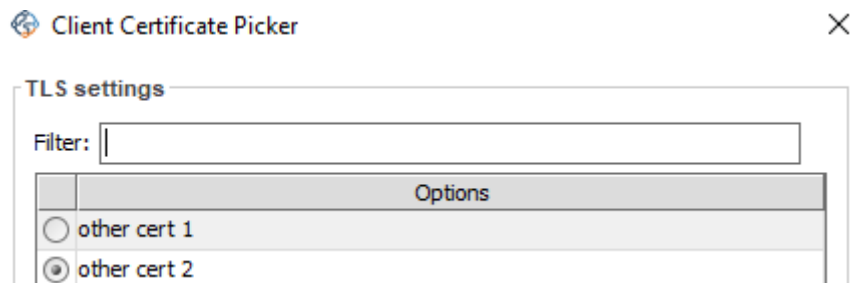 Client Certificate Picker
TLS settings
Filter:
Options
other cert 1
other cert 2